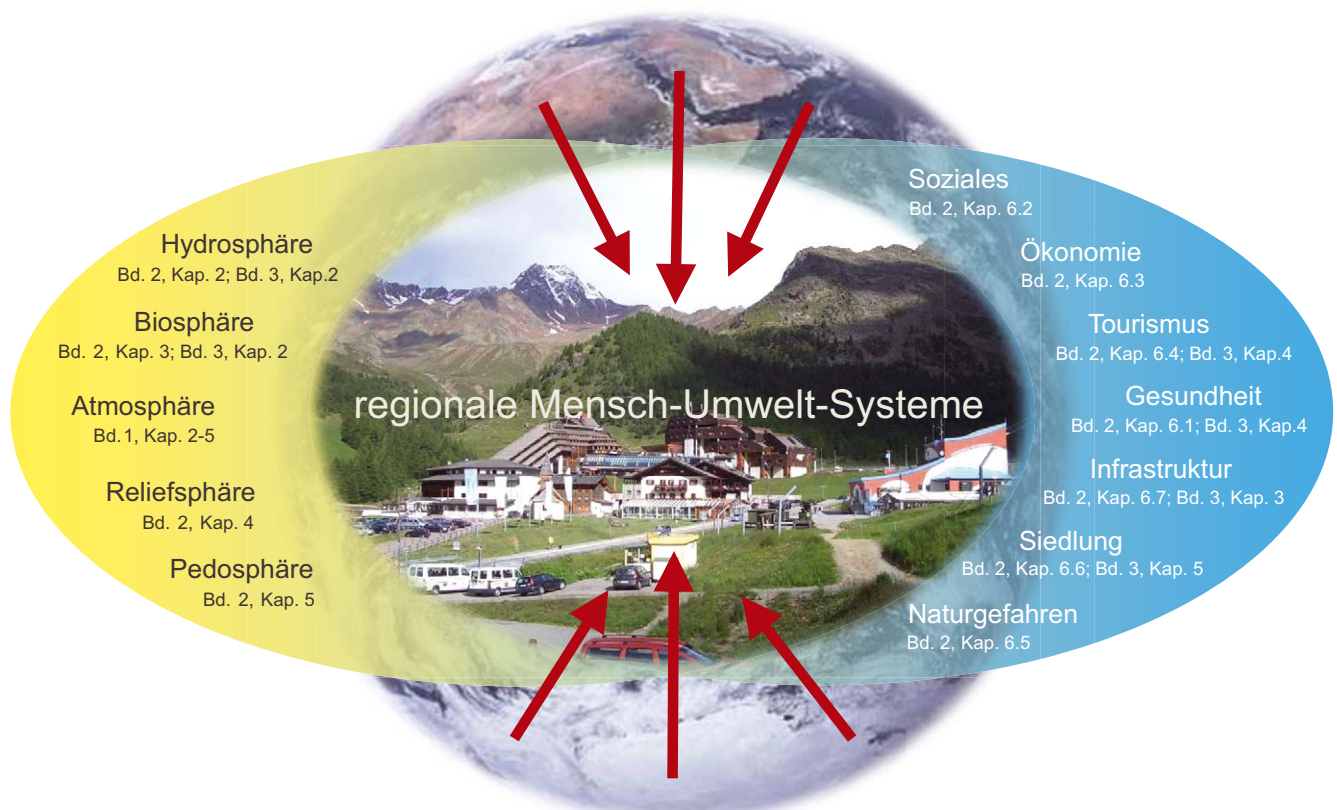 Hydrosphäre
Bd. 2, Kap. 2; Bd. 3, Kap.2
Biosphäre
Bd. 2, Kap. 3; Bd. 3, Kap. 2
Atmosphäre
Bd.1, Kap. 2-5
Reliefsphäre
Bd. 2, Kap. 4
Pedosphäre
Bd. 2, Kap. 5
regionale Mensch-Umwelt-Systeme
Soziales
Bd. 2, Kap. 6.2
Ökonomie
Bd. 2, Kap. 6.3
Tourismus
Bd. 2, Kap. 6.4; Bd. 3, Kap.4
Gesundheit
Bd. 2, Kap. 6.1; Bd. 3, Kap.4
Infrastruktur
Bd. 2, Kap. 6.7; Bd. 3, Kap. 3
Siedlung
Bd. 2, Kap. 6.6; Bd. 3, Kap. 5
Naturgefahren
Bd. 2, Kap. 6.5